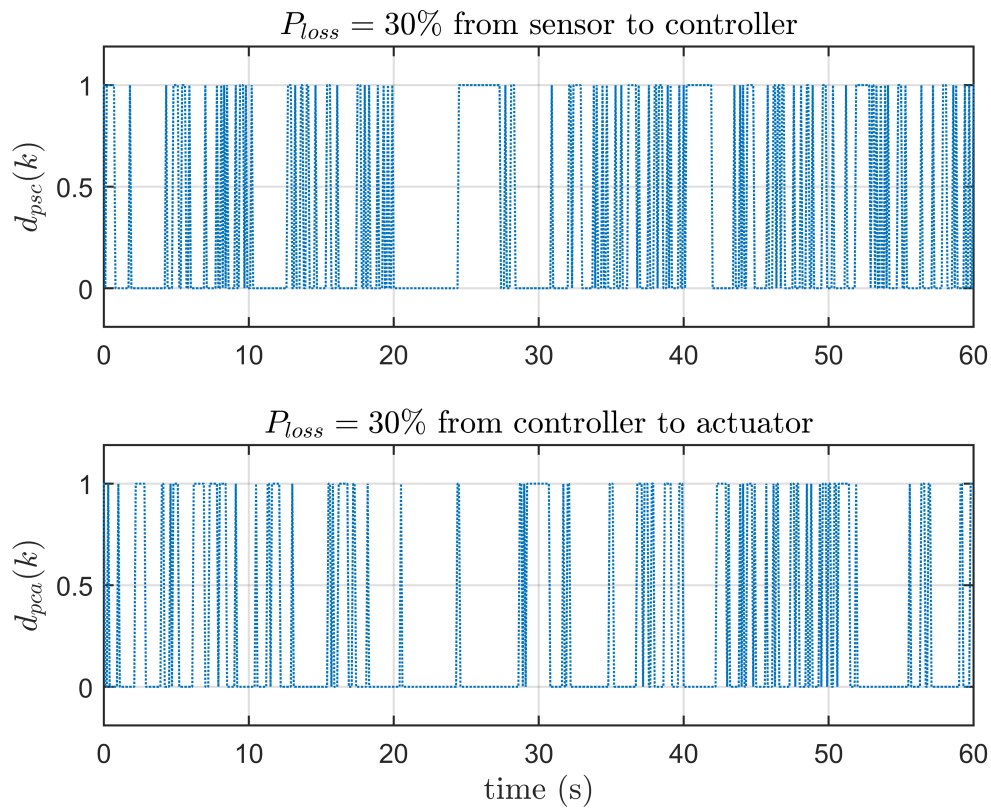 P_loss = 30% from sensor to controller
d_psc(k)
1
0.5
0
0 10 20 30 40 50 60
P_loss = 30% from controller to actuator
d_pca(k)
1
0.5
0
0 10 20 30 40 50 60
time (s)